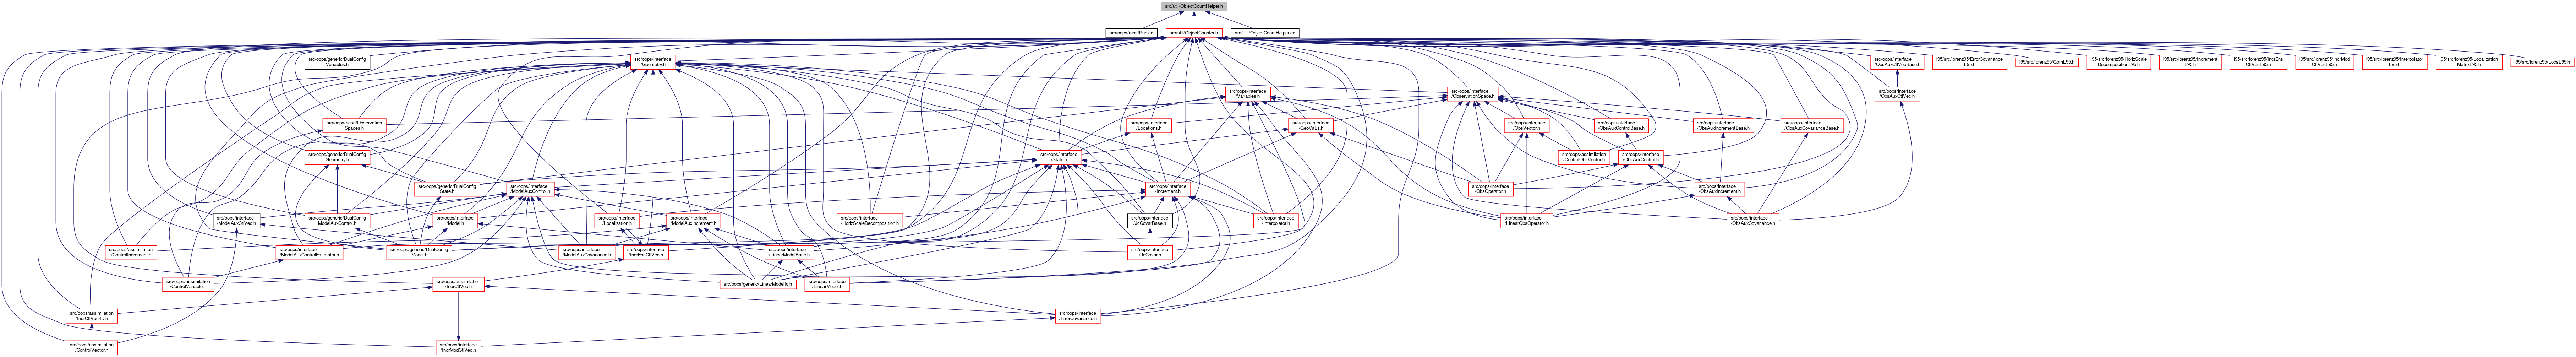 src/util/ObjectCountHelper.h
src/oops/runs/Run.cc
src/util/ObjectCounter.h
src/util/ObjectCountHelper.cc
src/oops/generic/DualConfig
Variables.h
src/oops/interface
/Geometry.h
src/oops/interface
/ObsAuxCtlVecBase.h
l95/src/lorenz95/ErrorCovariance
L95.h
l95/src/lorenz95/GomL95.h
l95/src/lorenz95/HorizScale
DecompositionL95.h
l95/src/lorenz95/Increment
L95.h
l95/src/lorenz95/IncrEns
CtlVecL95.h
l95/src/lorenz95/IncrMod
CtlVecL95.h
l95/src/lorenz95/Interpolator
L95.h
l95/src/lorenz95/Localization
MatrixL95.h
l95/src/lorenz95/LocsL95.h
src/oops/interface
/Variables.h
src/oops/interface
/ObservationSpace.h
src/oops/interface
/ObsAuxCtlVec.h
src/oops/base/Observation
Spaces.h
src/oops/interface
/Locations.h
src/oops/interface
/GeoVaLs.h
src/oops/interface
/ObsVector.h
src/oops/interface
/ObsAuxControlBase.h
src/oops/interface
/ObsAuxIncrementBase.h
src/oops/interface
/ObsAuxCovarianceBase.h
src/oops/generic/DualConfig
Geometry.h
src/oops/interface
/State.h
src/oops/assimilation
/ControlObsVector.h
src/oops/interface
/ObsAuxControl.h
src/oops/generic/DualConfig
State.h
src/oops/interface
/ModelAuxControl.h
src/oops/interface
/Increment.h
src/oops/interface
/ObsOperator.h
src/oops/interface
/ObsAuxIncrement.h
src/oops/interface
/ModelAuxCtlVec.h
src/oops/generic/DualConfig
ModelAuxControl.h
src/oops/interface
/Model.h
src/oops/interface
/Localization.h
src/oops/interface
/ModelAuxIncrement.h
src/oops/interface
/HorizScaleDecomposition.h
src/oops/interface
/JcCovarBase.h
src/oops/interface
/Interpolator.h
src/oops/interface
/LinearObsOperator.h
src/oops/interface
/ObsAuxCovariance.h
src/oops/assimilation
/ControlIncrement.h
src/oops/interface
/ModelAuxControlEstimator.h
src/oops/generic/DualConfig
Model.h
src/oops/interface
/ModelAuxCovariance.h
src/oops/interface
/IncrEnsCtlVec.h
src/oops/interface
/LinearModelBase.h
src/oops/interface
/JcCovar.h
src/oops/assimilation
/ControlVariable.h
src/oops/assimilation
/IncrCtlVec.h
src/oops/generic/LinearModelId.h
src/oops/interface
/LinearModel.h
src/oops/assimilation
/IncrCtlVec4D.h
src/oops/interface
/ErrorCovariance.h
src/oops/assimilation
/ControlVector.h
src/oops/interface
/IncrModCtlVec.h